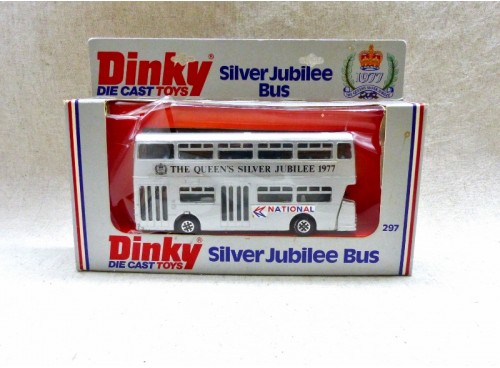 Dinky
DIE CAST TOYS
Silver Jubilee
Bus
1977
THE QUEEN'S SILVER JUBILEE 1977
NATIONAL
297
Dinky
DIE CAST TOYS
Silver Jubilee Bus